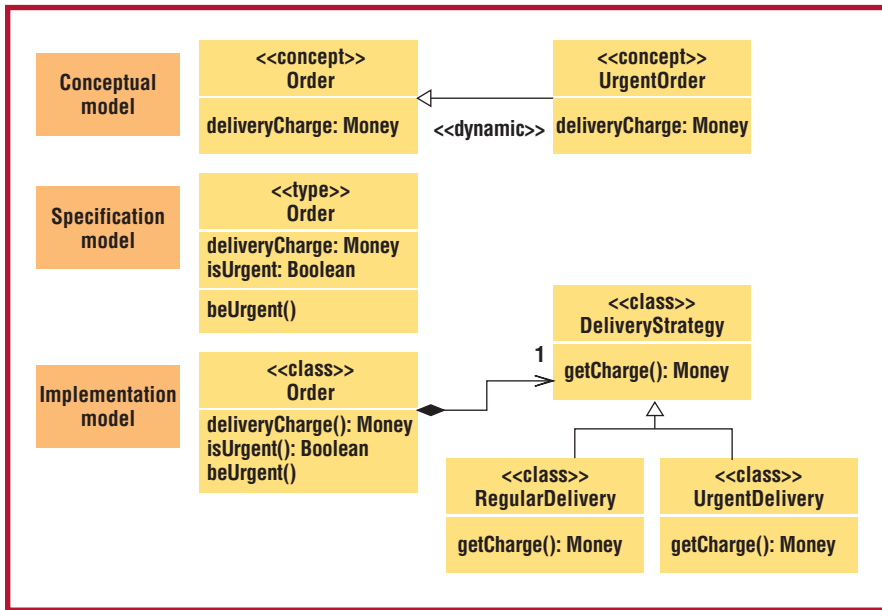 Conceptual
model
<<concept>>
Order
deliveryCharge: Money
<<dynamic>>
<<concept>>
UrgentOrder
deliveryCharge: Money
Specification
model
<<type>>
Order
deliveryCharge: Money
isUrgent: Boolean
beUrgent()
Implementation
model
<<class>>
Order
deliveryCharge(): Money
isUrgent(): Boolean
beUrgent()
1
<<class>>
DeliveryStrategy
getCharge(): Money
<<class>>
RegularDelivery
getCharge(): Money
<<class>>
UrgentDelivery
getCharge(): Money